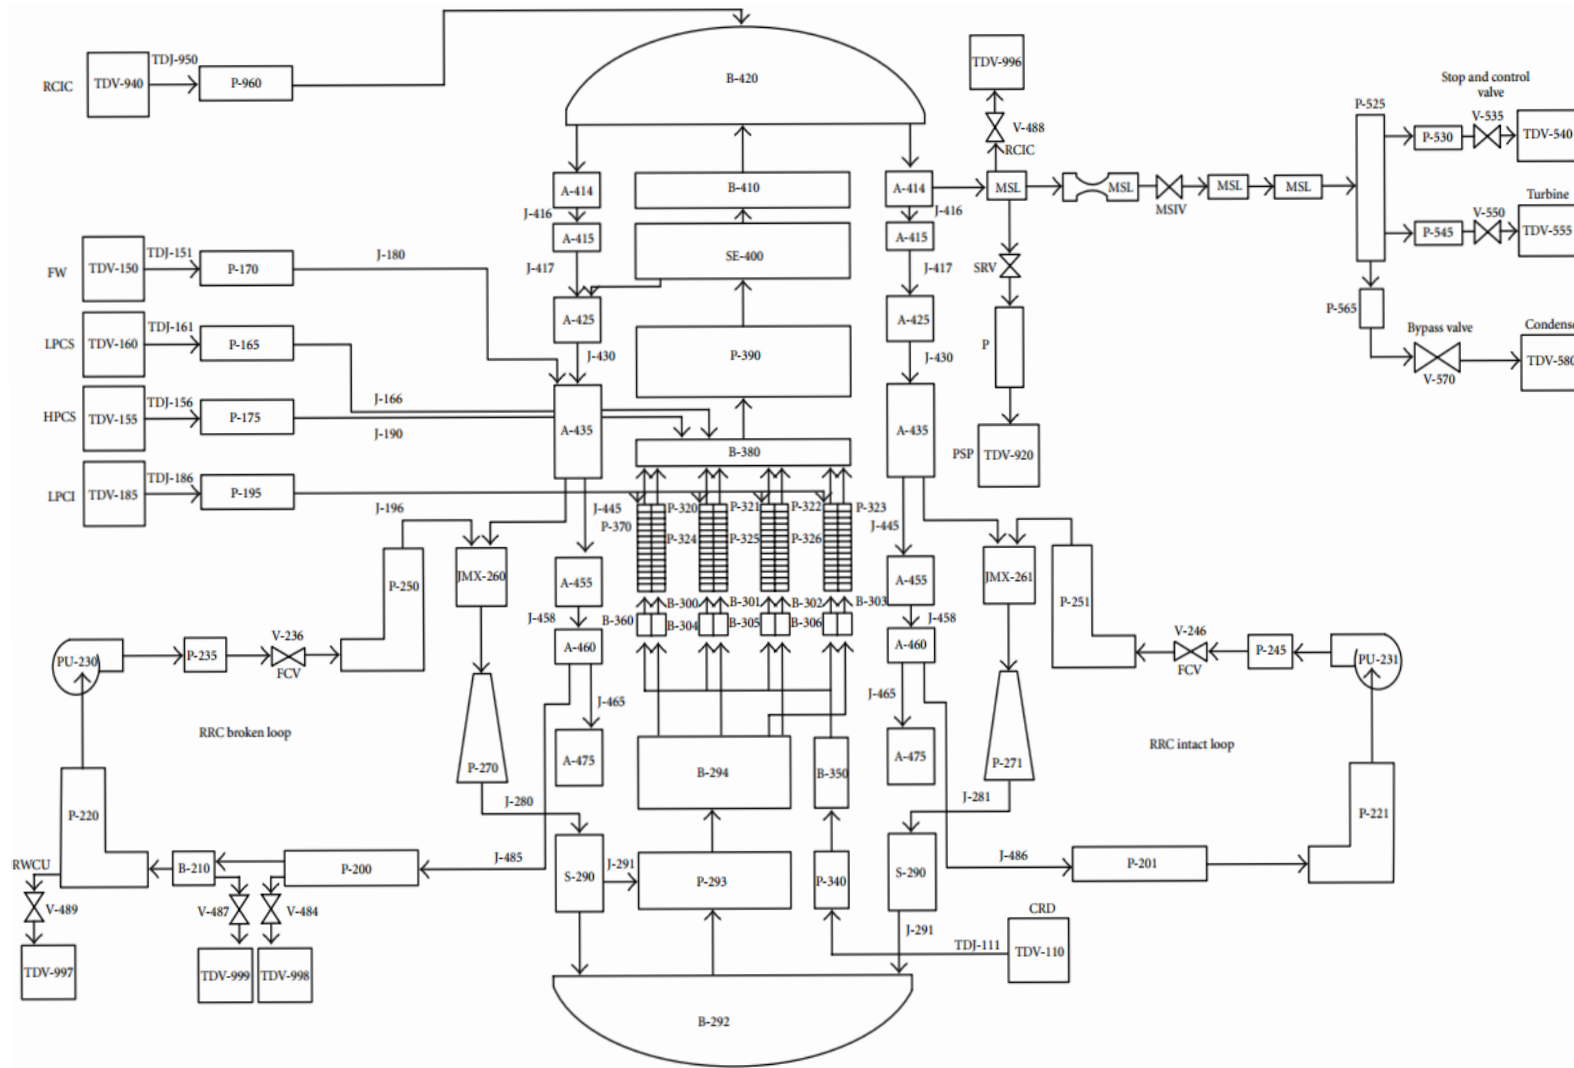 TDJ-950
RCIC
TDV-940
P-960
B-420
TDV-996
V-488
RCIC
Stop and control
valve
P-525
V-535
P-530
TDV-540
A-414
B-410
A-414
MSL
MSL
MSIV
MSL
MSL
J-416
J-416
A-415
A-415
Turbine
V-550
P-545
TDV-555
FW
TDV-150
TDJ-151
P-170
J-180
J-417
SE-400
J-417
SRV
A-425
A-425
P-565
LPCS
TDV-160
TDJ-161
P-165
J-430
P-390
J-430
P
Bypass valve
V-570
Condense
TDV-580
HPCS
TDV-155
TDJ-156
P-175
J-166
J-190
A-435
A-435
B-380
PSP
TDV-920
LPCI
TDV-185
TDJ-186
P-195
J-196
J-445
P-320
P-321
P-322
P-323
J-445
P-370
P-324
P-325
P-326
P-250
JMX-260
A-455
A-455
JMX-261
P-251
B-300
B-301
B-302
B-303
J-458
B-360
B-304
B-305
B-306
J-458
PU-230
P-235
V-236
FCV
A-460
A-460
V-246
FCV
P-245
PU-231
J-465
J-465
RRC broken loop
RRC intact loop
P-270
A-475
B-294
B-350
A-475
P-271
J-280
J-281
P-220
P-221
RWCU
B-210
P-200
J-485
S-290
J-291
P-293
P-340
S-290
J-486
P-201
V-489
V-487
V-484
CRD
J-291
TDJ-111
TDV-110
TDV-997
TDV-999
TDV-998
B-292